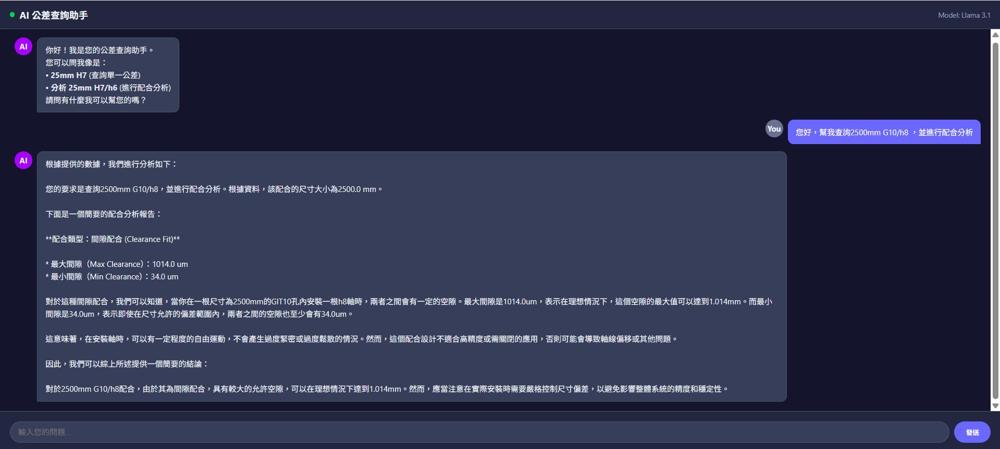 AI 公差查詢助手
Model: Llama 3.1
AI
你好！我是您的公差查詢助手。
您可以問我像是：
• 25mm H7 (查詢單一公差)
• 分析 25mm H7/h6 (進行配合分析)
請問有什麼我可以幫您的嗎？
You
您好，幫我查詢2500mm G10/h8 ，並進行配合分析
AI
根據提供的數據，我們進行分析如下：
您的要求是查詢2500mm G10/h8，並進行配合分析。根據資料，該配合的尺寸大小為2500.0 mm。
下面是一個簡要的配合分析報告：
**配合類型：間隙配合 (Clearance Fit)**
* 最大間隙（Max Clearance）：1014.0 um
* 最小間隙（Min Clearance）：34.0 um
對於這種間隙配合，我們可以知道，當你在一根尺寸為2500mm的GIT10孔內安裝一根h8軸時，兩者之間會有一定的空隙。最大間隙是1014.0um，表示在理想情況下，這個空隙的最大值可以達到1.014mm。而最小
間隙是34.0um，表示即使在尺寸允許的偏差範圍內，兩者之間的空隙也至少會有34.0um。
這意味著，在安裝軸時，可以有一定程度的自由運動，不會產生過度緊密或過度鬆散的情況。然而，這個配合設計不適合高精度或需關閉的應用，否則可能會導致軸線偏移或其他問題。
因此，我們可以綜上所述提供一個簡要的結論：
對於2500mm G10/h8配合，由於其為間隙配合，具有較大的允許空隙，可以在理想情況下達到1.014mm。然而，應當注意在實際安裝時需要嚴格控制尺寸偏差，以避免影響整體系統的精度和穩定性。
輸入您的問題...
發送